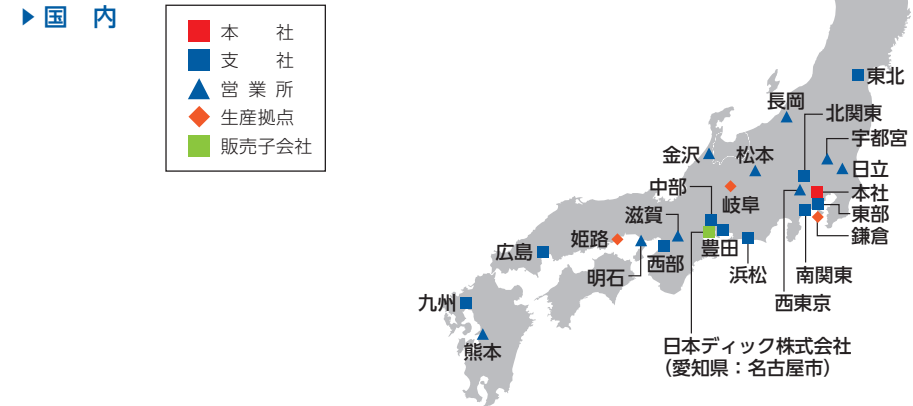 国 内
本 社
支 社
営 業 所
生産拠点
販売子会社
東北
長岡
北関東
宇都宮
金沢
松本
日立
中部
本社
岐阜
滋賀
東部
姫路
鎌倉
広島
豊田
西部
浜松
南関東
明石
九州
西東京
熊本
日本ディック株式会社
（愛知県：名古屋市）